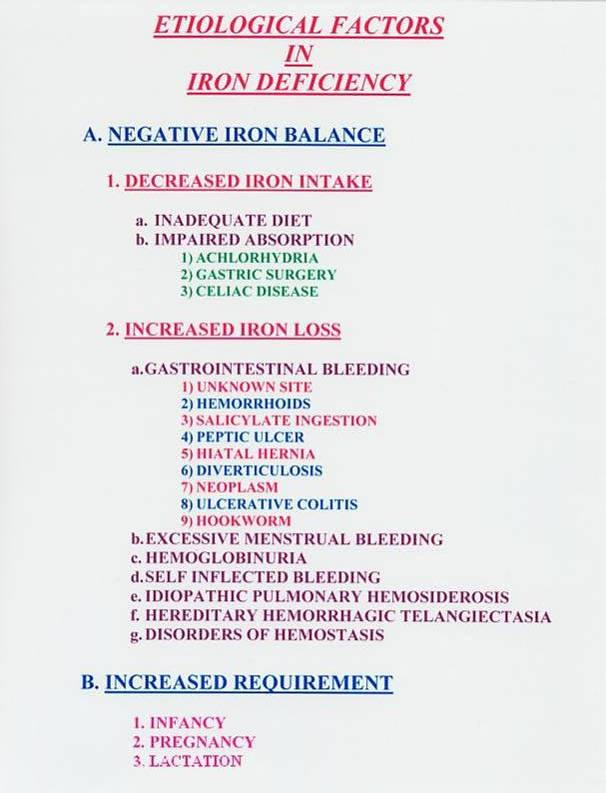 ETIOLOGICAL FACTORS
IN
IRON DEFICIENCY
A. NEGATIVE IRON BALANCE
1. DECREASED IRON INTAKE
a. INADEQUATE DIET
b. IMPAIRED ABSORPTION
1) ACHLORHYDRIA
2) GASTRIC SURGERY
3) CELIAC DISEASE
2. INCREASED IRON LOSS
a. GASTROINTESTINAL BLEEDING
1) UNKNOWN SITE
2) HEMORRHOIDS
3) SALICYLATE INGESTION
4) PEPTIC ULCER
5) HIATAL HERNIA
6) DIVERTICULOSIS
7) NEOPLASM
8) ULCERATIVE COLITIS
9) HOOKWORM
b. EXCESSIVE MENSTRUAL BLEEDING
c. HEMOGLOBINURIA
d. SELF INFLECTED BLEEDING
e. IDIOPATHIC PULMONARY HEMOSIDEROSIS
f. HEREDITARY HEMORRHAGIC TELANGIECTASIA
g. DISORDERS OF HEMOSTASIS
B. INCREASED REQUIREMENT
1. INFANCY
2. PREGNANCY
3. LACTATION